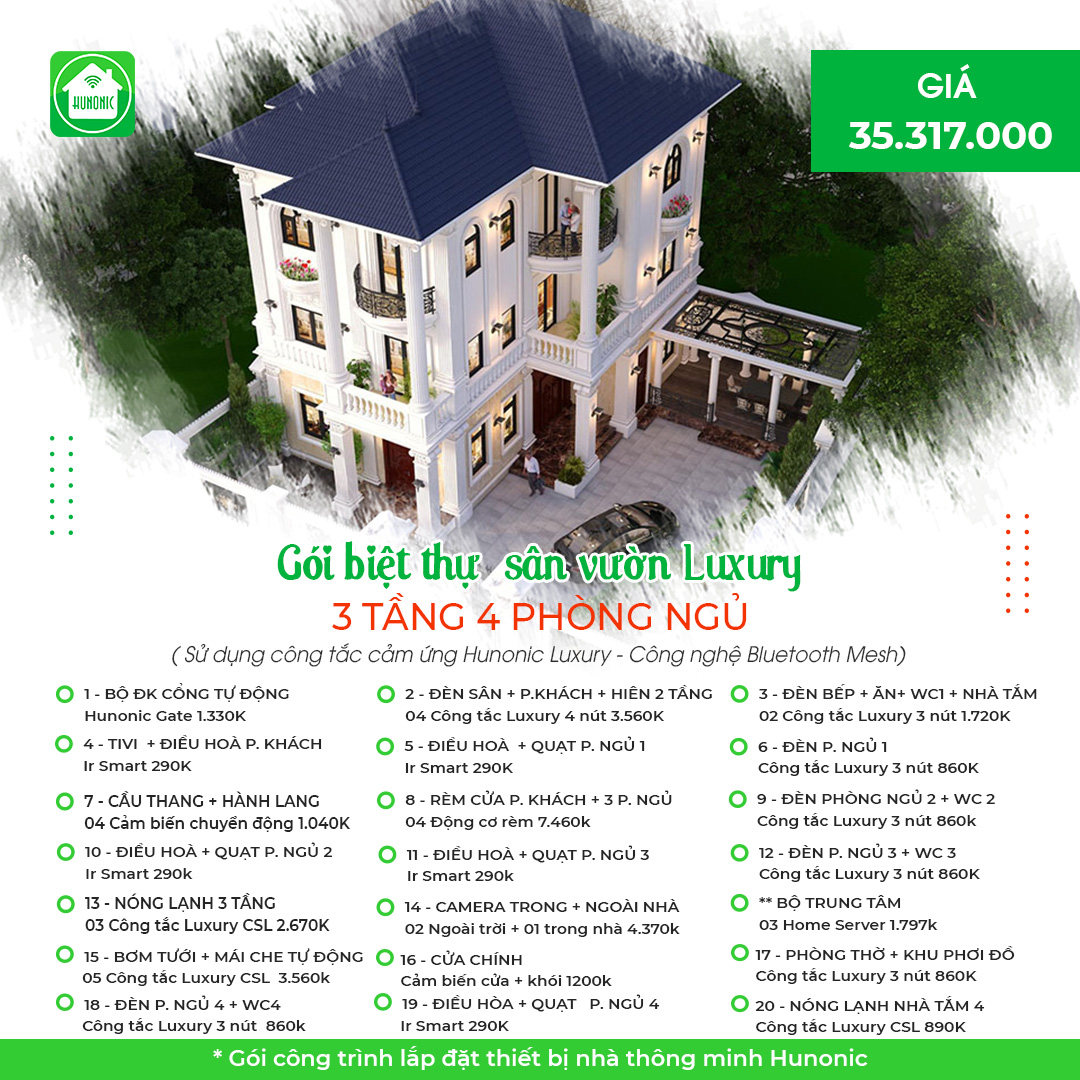 HUNONIC
GIÁ
35.317.000
Gói biệt thự sân vườn Luxury
3 TẦNG 4 PHÒNG NGỦ
( Sử dụng công tắc cảm ứng Hunonic Luxury - Công nghệ Bluetooth Mesh)
1 - BỘ ĐK CỔNG TỰ ĐỘNG
Hunonic Gate 1.330K
2 - ĐÈN SÂN + P.KHÁCH + HIÊN 2 TẦNG
04 Công tắc Luxury 4 nút 3.560K
3 - ĐÈN BẾP + ĂN+ WC1 + NHÀ TẮM
02 Công tắc Luxury 3 nút 1.720K
4 - TIVI + ĐIỀU HOÀ P. KHÁCH
Ir Smart 290K
5 - ĐIỀU HOÀ + QUẠT P. NGỦ 1
Ir Smart 290K
6 - ĐÈN P. NGỦ 1
Công tắc Luxury 3 nút 860K
7 - CẦU THANG + HÀNH LANG
04 Cảm biến chuyển động 1.040K
8 - RÈM CỬA P. KHÁCH + 3 P. NGỦ
04 Động cơ rèm 7.460k
9 - ĐÈN PHÒNG NGỦ 2 + WC 2
Công tắc Luxury 3 nút 860k
10 - ĐIỀU HOÀ + QUẠT P. NGỦ 2
Ir Smart 290k
11 - ĐIỀU HOÀ + QUẠT P. NGỦ 3
Ir Smart 290k
12 - ĐÈN P. NGỦ 3 + WC 3
Công tắc Luxury 3 nút 860K
13 - NÓNG LẠNH 3 TẦNG
03 Công tắc Luxury CSL 2.670K
14 - CAMERA TRONG + NGOÀI NHÀ
02 Ngoài trời + 01 trong nhà 4.370k
** BỘ TRUNG TÂM
03 Home Server 1.797k
15 - BƠM TƯỚI + MÁI CHE TỰ ĐỘNG
05 Công tắc Luxury CSL 3.560k
16 - CỬA CHÍNH
Cảm biến cửa + khói 1200k
17 - PHÒNG THỜ + KHU PHƠI ĐỒ
Công tắc Luxury 3 nút 860K
18 - ĐÈN P. NGỦ 4 + WC4
Công tắc Luxury 3 nút 860k
19 - ĐIỀU HÒA + QUẠT P. NGỦ 4
Ir Smart 290K
20 - NÓNG LẠNH NHÀ TẮM 4
Công tắc Luxury CSL 890K
* Gói công trình lắp đặt thiết bị nhà thông minh Hunonic